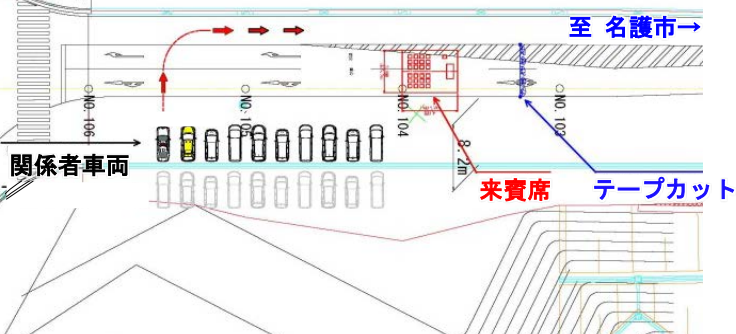 至 名護市→
NO. 106
NO. 105
NO. 104
NO. 103
8.2m
関係者車両
来賓席
テープカット